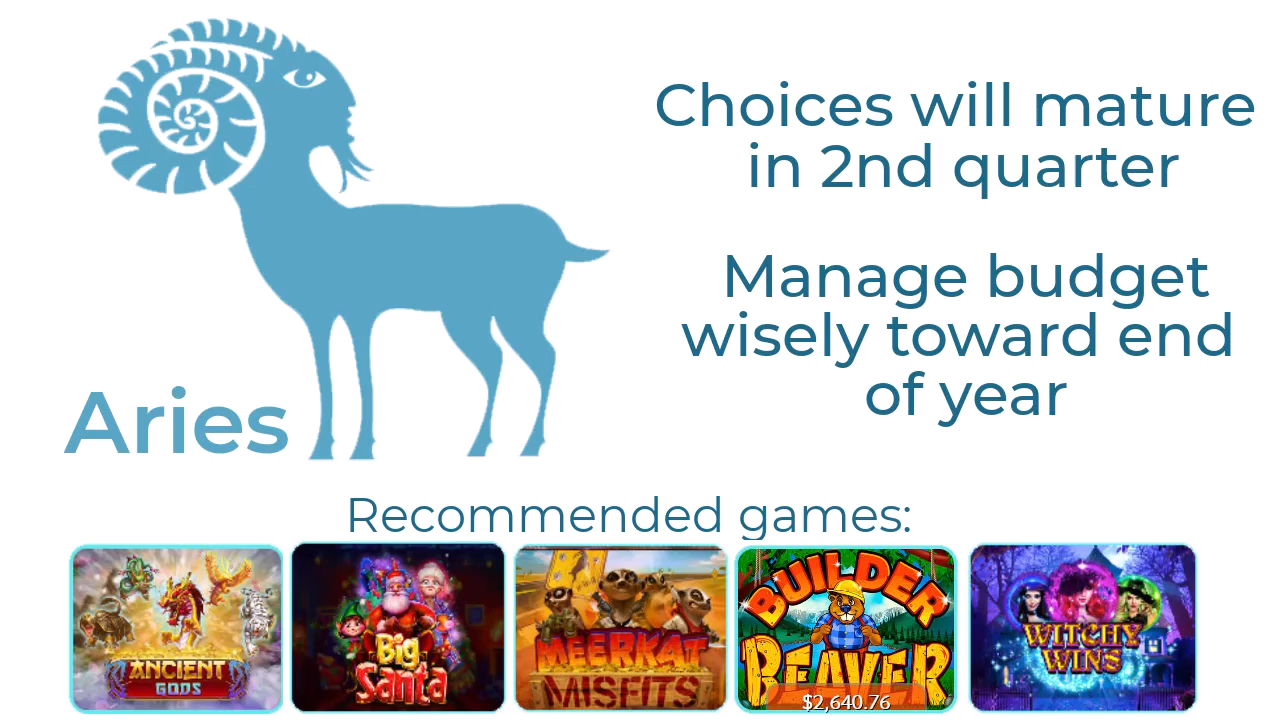 Choices will mature
in 2nd quarter
Manage budget
wisely toward end
of year
Aries
Recommended games:
ANCIENT
GODS
Big
Santa
MEERKAT
MISFITS
BUILDER
BEAVER
$2,640.76
WITCHY
WINS